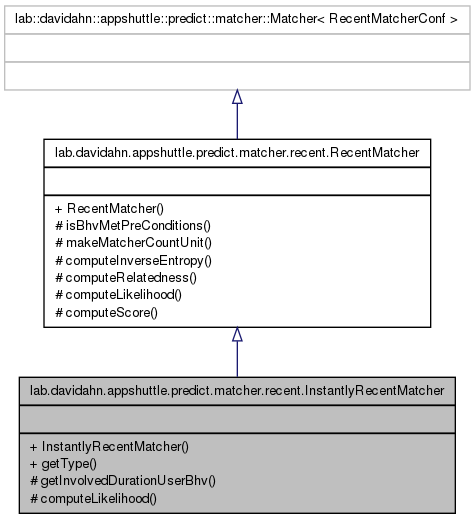 lab::davidahn::appshuttle::predict::matcher::Matcher< RecentMatcherConf >
lab.davidahn.appshuttle.predict.matcher.recent.RecentMatcher
+ RecentMatcher()
# isBhvMetPreConditions()
# makeMatcherCountUnit()
# computeInverseEntropy()
# computeRelatedness()
# computeLikelihood()
# computeScore()
lab.davidahn.appshuttle.predict.matcher.recent.InstantlyRecentMatcher
+ InstantlyRecentMatcher()
+ getType()
# getInvolvedDurationUserBhv()
# computeLikelihood()